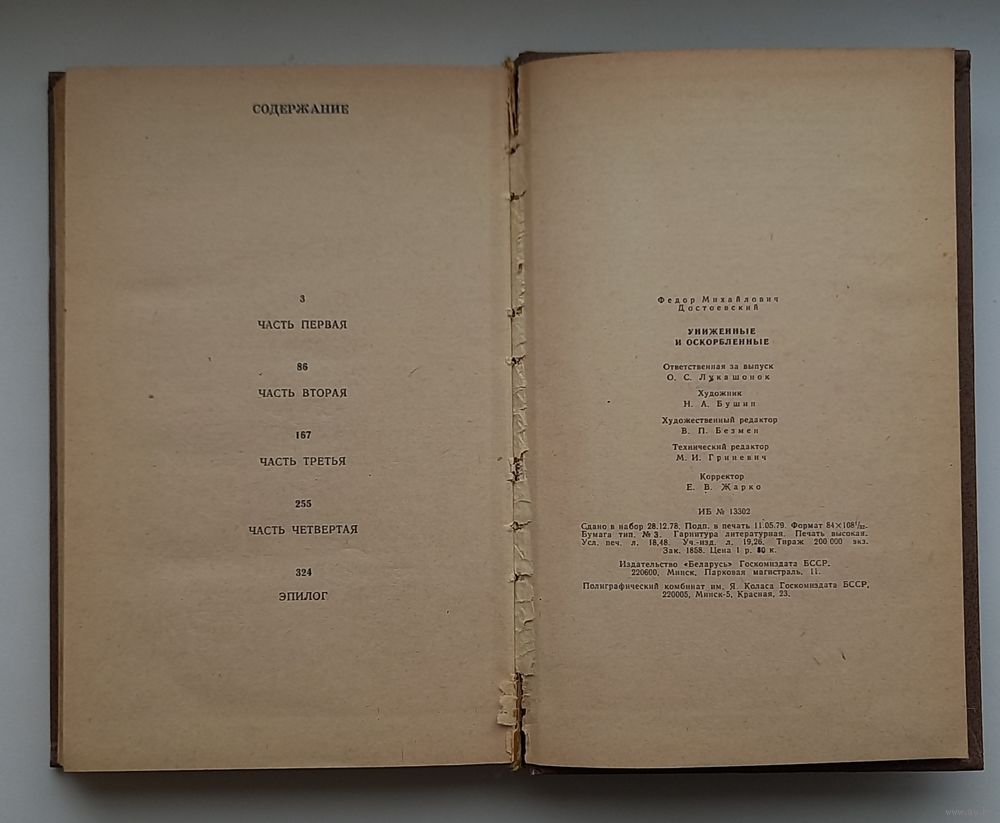 СОДЕРЖАНИЕ
3
ЧАСТЬ ПЕРВАЯ
86
ЧАСТЬ ВТОРАЯ
167
ЧАСТЬ ТРЕТЬЯ
255
ЧАСТЬ ЧЕТВЕРТАЯ
324
ЭПИЛОГ
Федор Михайлович
Достоевский
УНИЖЕННЫЕ
И ОСКОРБЛЕННЫЕ
Ответственная за выпуск
О. С. Лукашонок
Художник
Н. А. Бушин
Художественный редактор
В. П. Безмен
Технический редактор
М. И. Гриневич
Корректор
Е. В. Жарко
ИБ № 13302
Сдано в набор 28.12.78. Подп. в печать 11.05.79. Формат 84×108¹/₃₂.
Бумага тип. № 3. Гарнитура литературная. Печать высокая.
Усл. печ. л. 18,48. Уч.-изд. л. 19,26. Тираж 200 000 экз.
Зак. 1858. Цена 1 р. 80 к.
Издательство «Беларусь» Госкомиздата БССР.
220600, Минск, Парковая магистраль, 11.
Полиграфический комбинат им. Я. Коласа Госкомиздата БССР,
220005, Минск-5, Красная, 23.